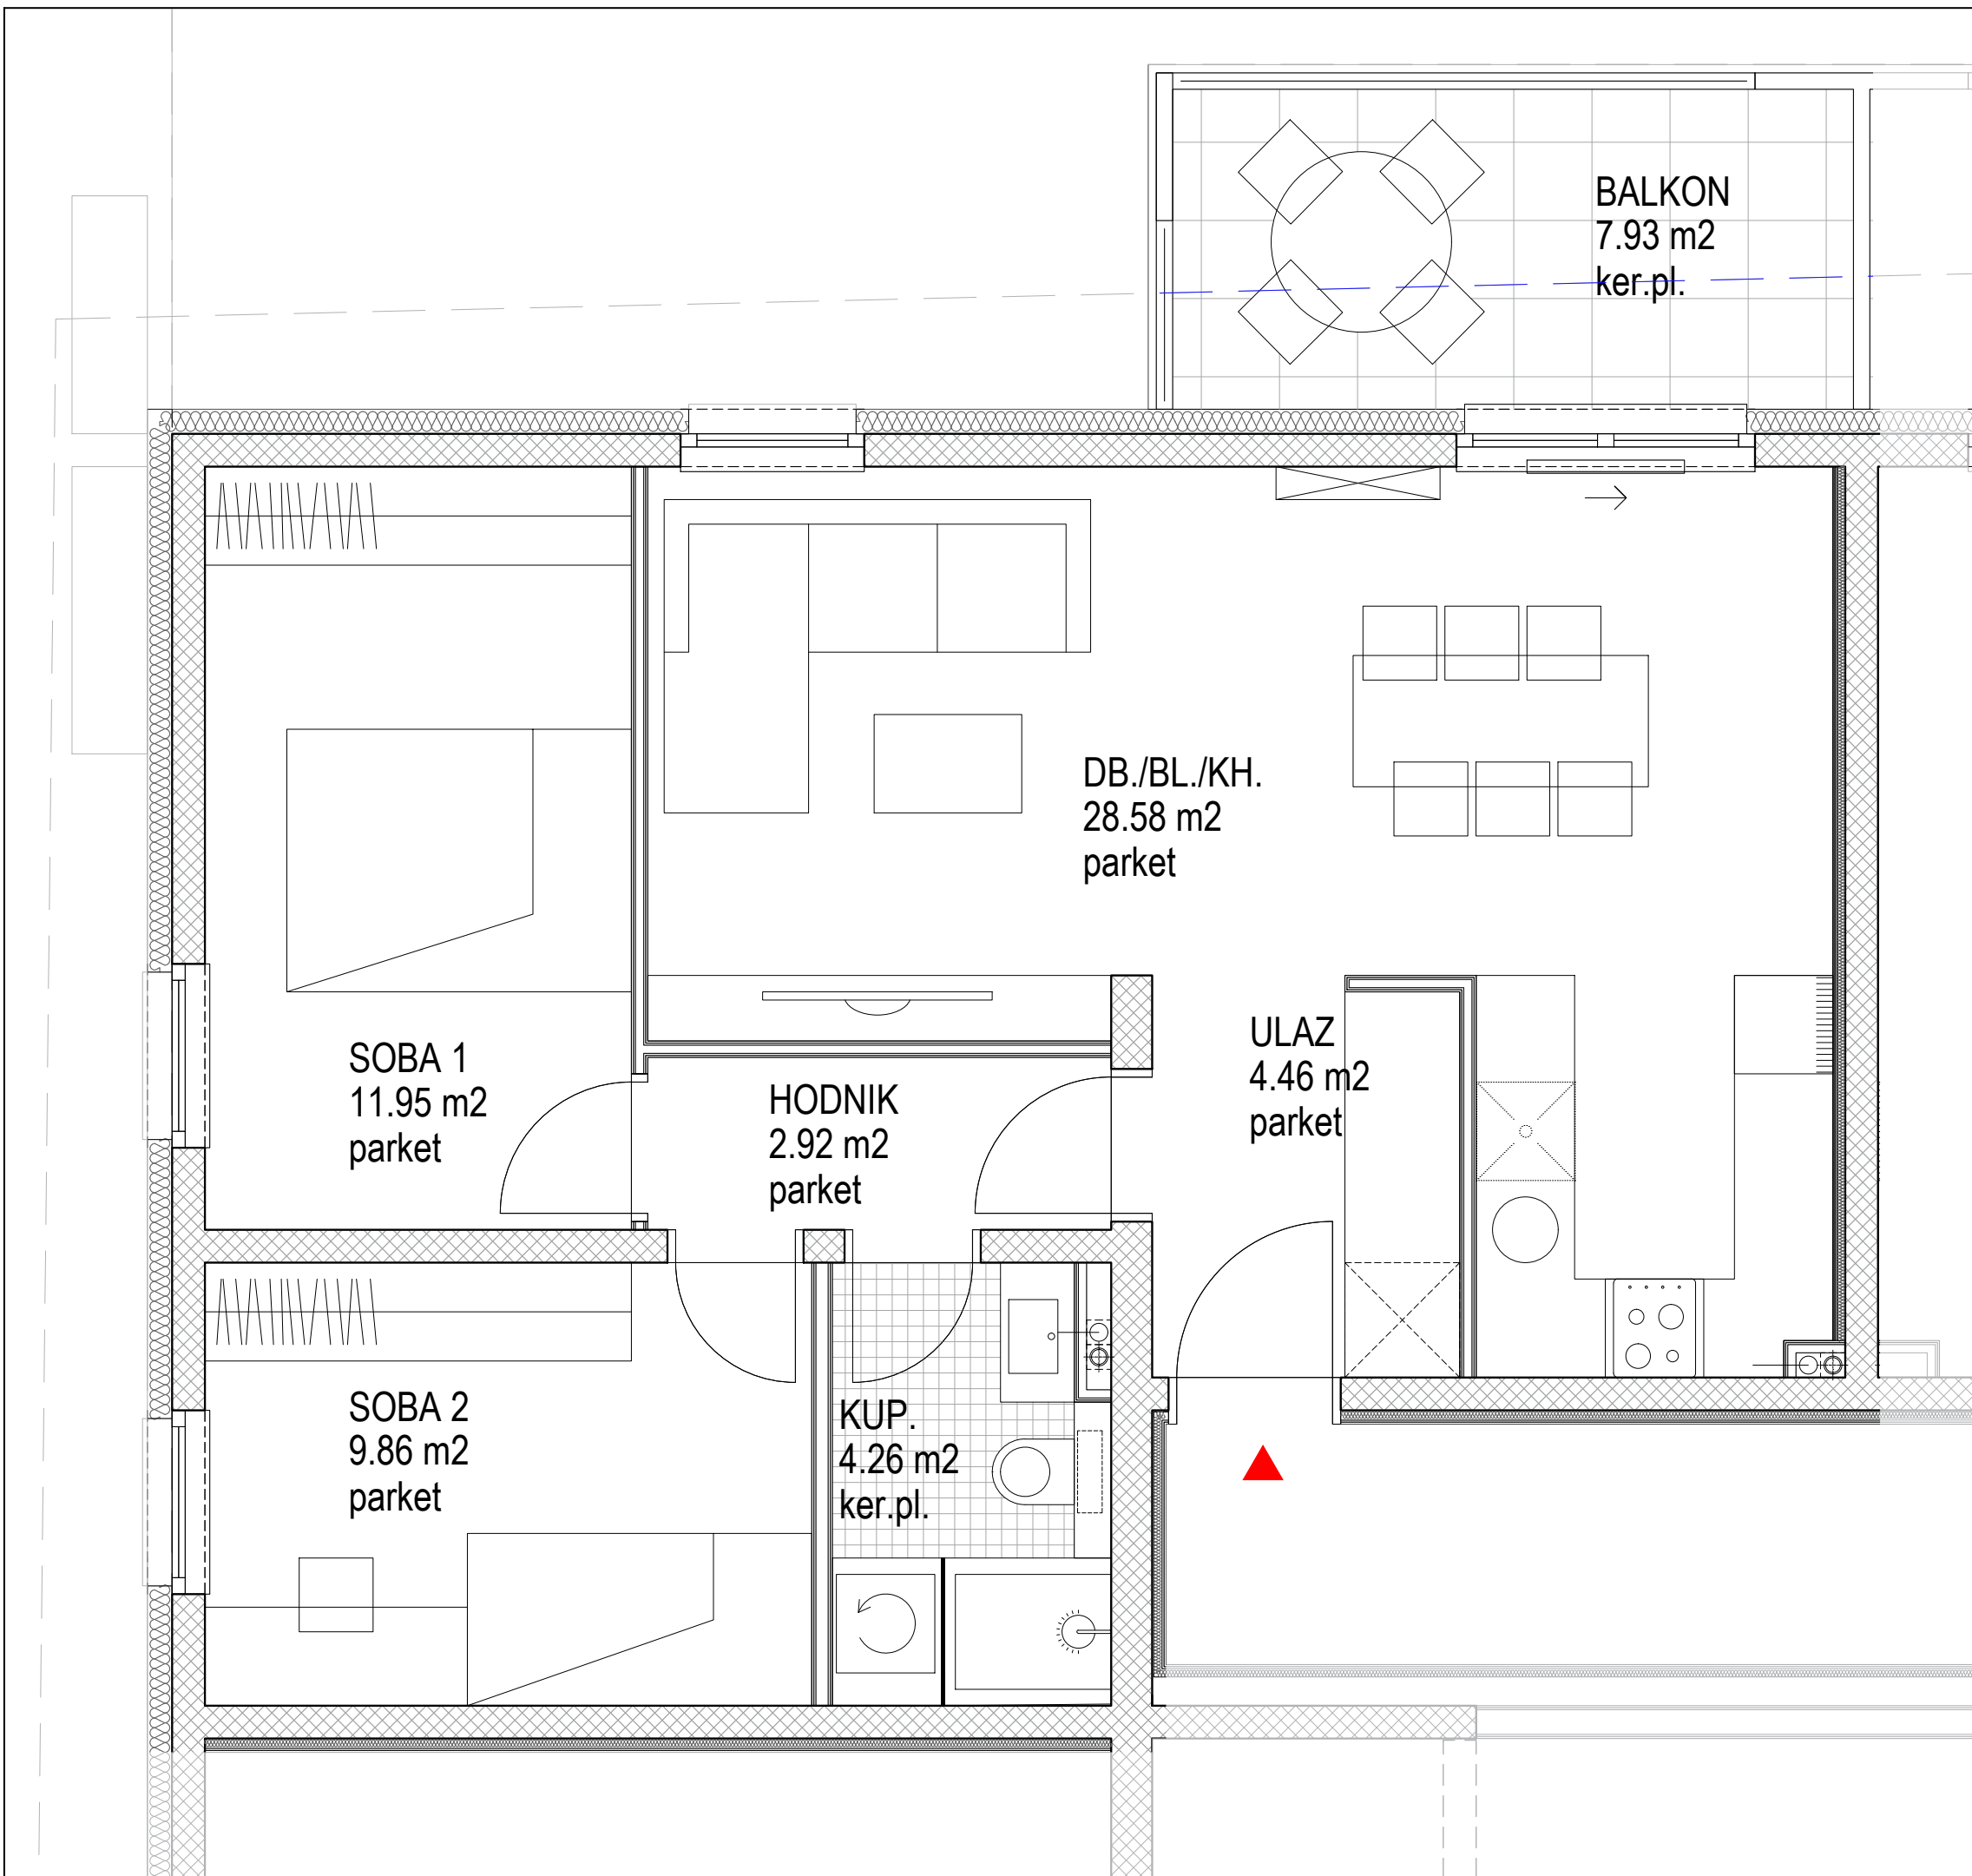 BALKON
7.93 m2
ker.pl.
DB./BL./KH.
28.58 m2
parket
ULAZ
4.46 m2
parket
SOBA 1
11.95 m2
parket
HODNIK
2.92 m2
parket
SOBA 2
9.86 m2
parket
KUP.
4.26 m2
ker.pl.